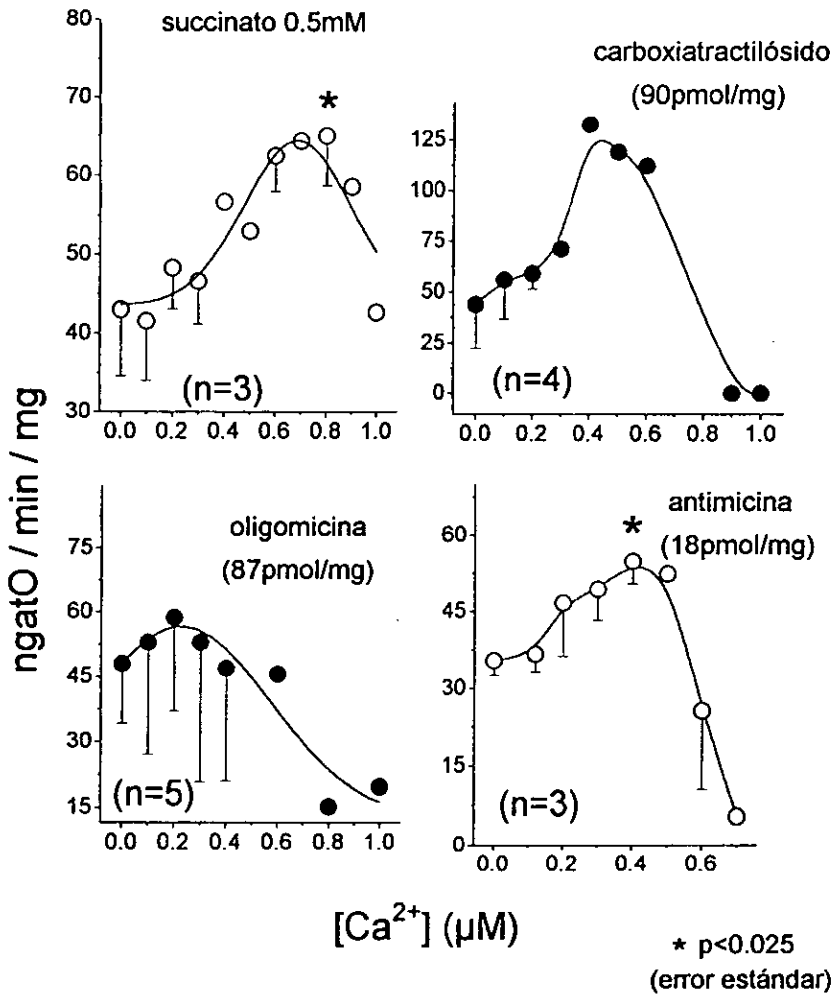 succinato 0.5mM
*
80
70
60
50
40
30
(n=3)
0.0 0.2 0.4 0.6 0.8 1.0
carboxiatractilósido
(90pmol/mg)
125
100
75
50
25
0
(n=4)
0.0 0.2 0.4 0.6 0.8 1.0
oligomicina
(87pmol/mg)
75
60
45
30
15
(n=5)
0.0 0.2 0.4 0.6 0.8 1.0
antimicina
*
(18pmol/mg)
60
45
30
15
0
(n=3)
0.0 0.2 0.4 0.6
ngatO / min / mg
[Ca²⁺] (μM)
* p<0.025
(error estándar)